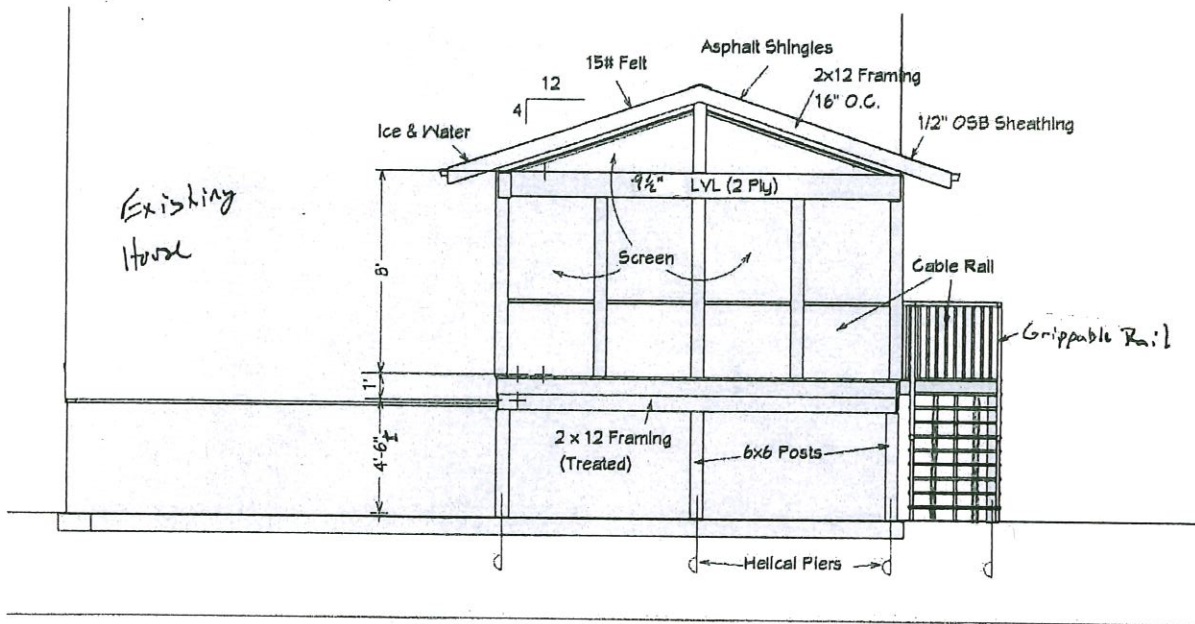 Asphalt Shingles
15# Felt
2x12 Framing
16" O.C.
12
4
1/2" OSB Sheathing
Ice & Water
9½" LVL (2 Ply)
Existing
House
8'
Screen
Cable Rail
Grippable Rail
1'
4'-6" ±
2 x 12 Framing
(Treated)
6x6 Posts
Helical Piers